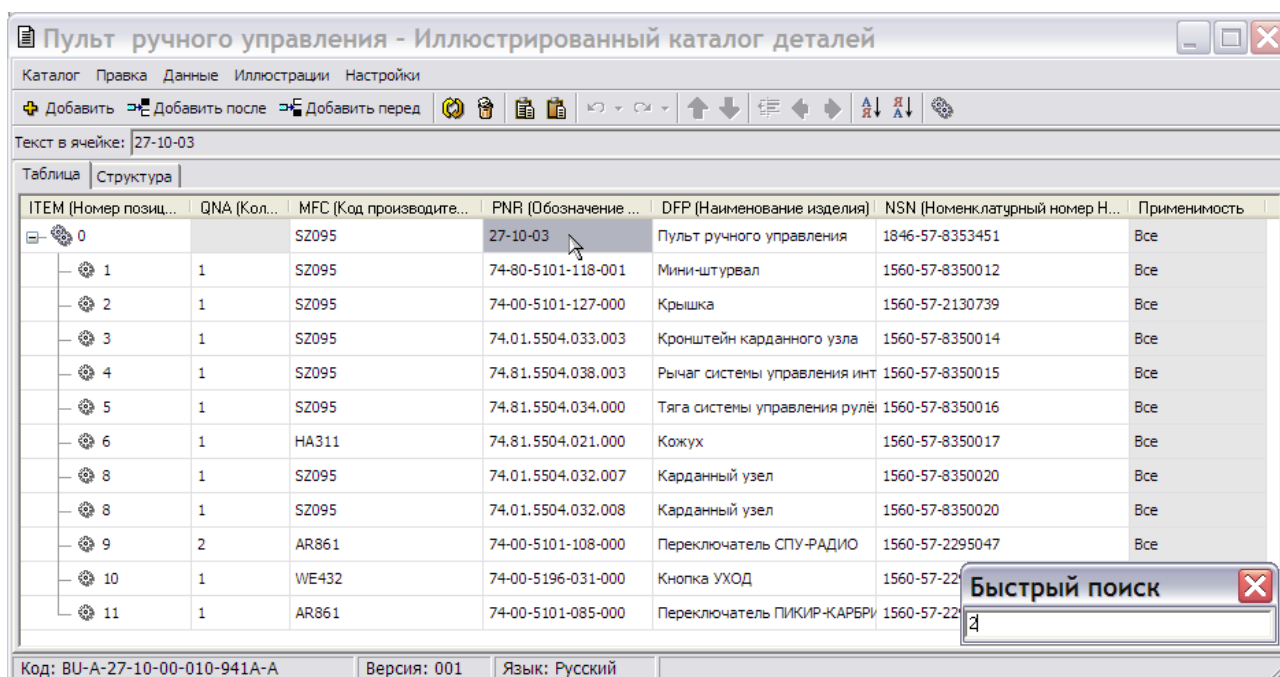 Пульт ручного управления - Иллюстрированный каталог деталей
Каталог Правка Данные Иллюстрации Настройки
Добавить Добавить после Добавить перед
Текст в ячейке: 27-10-03
Таблица Структура
ITEM (Номер позиц... QNA (Кол... MFC (Код производите... PNR (Обозначение ... DFP (Наименование изделия) NSN (Номенклатурный номер Н... Применимость
0 SZ095 27-10-03 Пульт ручного управления 1846-57-8353451 Все
1 1 SZ095 74-80-5101-118-001 Мини-штурвал 1560-57-8350012 Все
2 1 SZ095 74-00-5101-127-000 Крышка 1560-57-2130739 Все
3 1 SZ095 74.01.5504.033.003 Кронштейн карданного узла 1560-57-8350014 Все
4 1 SZ095 74.81.5504.038.003 Рычаг системы управления инт 1560-57-8350015 Все
5 1 SZ095 74.81.5504.034.000 Тяга системы управления рулё 1560-57-8350016 Все
6 1 HA311 74.81.5504.021.000 Кожух 1560-57-8350017 Все
8 1 SZ095 74.01.5504.032.007 Карданный узел 1560-57-8350020 Все
8 1 SZ095 74.01.5504.032.008 Карданный узел 1560-57-8350020 Все
9 2 AR861 74-00-5101-108-000 Переключатель СПУ-РАДИО 1560-57-2295047 Все
10 1 WE432 74-00-5196-031-000 Кнопка УХОД 1560-57-22
11 1 AR861 74-00-5101-085-000 Переключатель ПИКИР-КАБРИ 1560-57-22
Быстрый поиск
2
Код: BU-A-27-10-00-010-941A-A Версия: 001 Язык: Русский